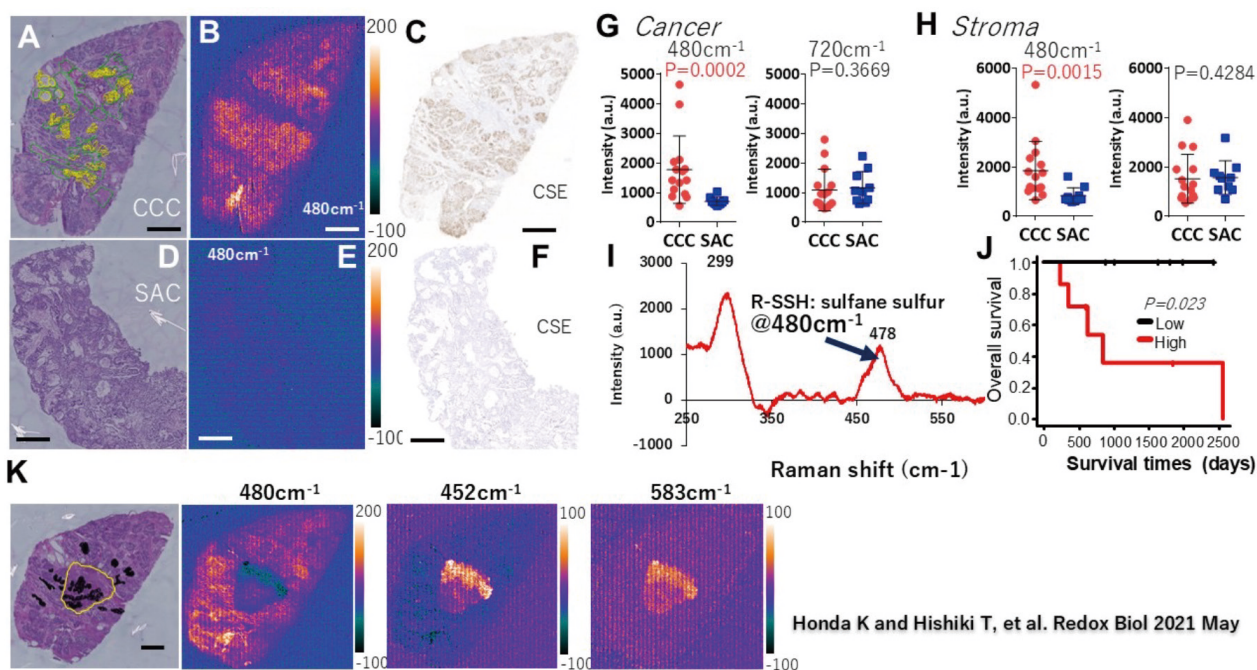 A
CCC
B
200
480cm⁻¹
-100
C
CSE
D
SAC
E
480cm⁻¹
200
-100
F
CSE
G Cancer
480cm⁻¹
P=0.0002
Intensity (a.u.)
5000
4000
3000
2000
1000
0
CCC SAC
720cm⁻¹
P=0.3669
Intensity (a.u.)
5000
4000
3000
2000
1000
0
CCC SAC
H Stroma
480cm⁻¹
P=0.0015
Intensity (a.u.)
6000
4000
2000
0
CCC SAC
P=0.4284
Intensity (a.u.)
6000
4000
2000
0
CCC SAC
I
Intensity (a.u.)
3000
2000
1000
0
-1000
299
R-SSH: sulfane sulfur
@480cm⁻¹
478
250 350 450 550
Raman shift (cm-1)
J
Overall survival
1.0
0.8
0.6
0.4
0.2
0.0
P=0.023
Low
High
0 500 1000 1500 2000 2500
Survival times (days)
K
480cm⁻¹
200
-100
452cm⁻¹
100
-100
583cm⁻¹
100
-100
Honda K and Hishiki T, et al. Redox Biol 2021 May